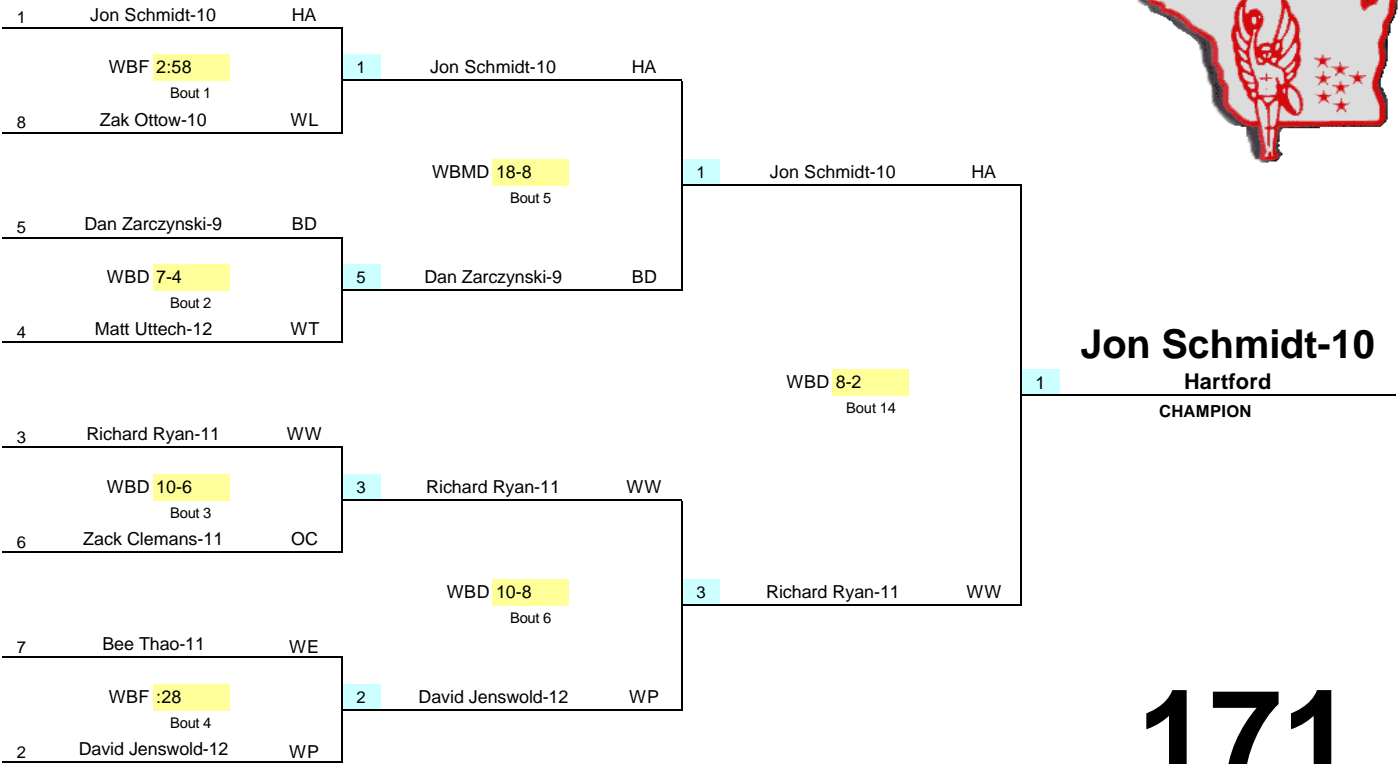 1 Jon Schmidt-10 HA
WBF 2:58
Bout 1
8 Zak Ottow-10 WL
1 Jon Schmidt-10 HA
WBMD 18-8
Bout 5
5 Dan Zarczynski-9 BD
WBD 7-4
Bout 2
4 Matt Uttech-12 WT
5 Dan Zarczynski-9 BD
1 Jon Schmidt-10 HA
WBD 8-2
Bout 14
3 Richard Ryan-11 WW
WBD 10-6
Bout 3
6 Zack Clemans-11 OC
3 Richard Ryan-11 WW
WBD 10-8
Bout 6
7 Bee Thao-11 WE
WBF :28
Bout 4
2 David Jenswold-12 WP
2 David Jenswold-12 WP
3 Richard Ryan-11 WW
Jon Schmidt-10
1 Hartford
CHAMPION
171